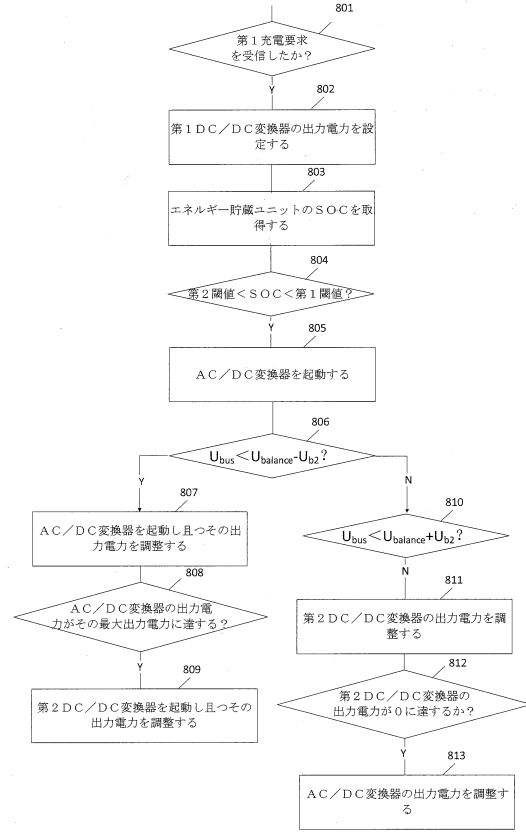 801
第１充電要求
を受信したか？
Y
802
第１ＤＣ／ＤＣ変換器の出力電力を設
定する
803
エネルギー貯蔵ユニットのＳＯＣを取
得する
804
第２閾値＜ＳＯＣ＜第１閾値？
Y
805
ＡＣ／ＤＣ変換器を起動する
806
Ubus＜Ubalance-Ub2？
Y
N
807
ＡＣ／ＤＣ変換器を起動し且つその出
力電力を調整する
808
ＡＣ／ＤＣ変換器の出力電
力がその最大出力電力に達する？
Y
809
第２ＤＣ／ＤＣ変換器を起動し且つその
出力電力を調整する
810
Ubus＜Ubalance+Ub2？
N
811
第２ＤＣ／ＤＣ変換器の出力電力を調
整する
812
第２ＤＣ／ＤＣ変換器の
出力電力が０に達するか？
Y
813
ＡＣ／ＤＣ変換器の出力電力を調整す
る